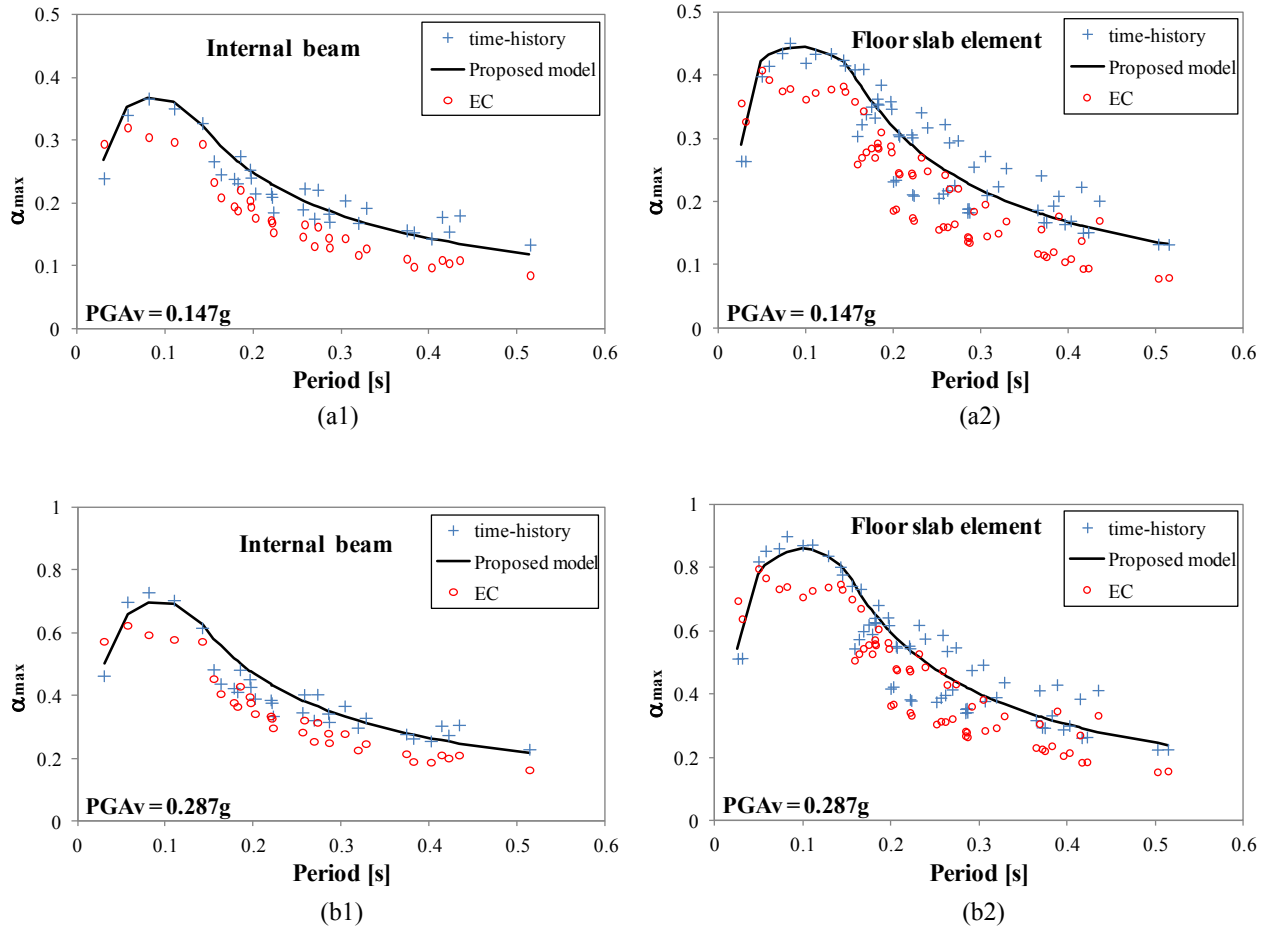 0.5
0.4
0.3
0.2
0.1
0
αmax
Internal beam
time-history
Proposed model
EC
PGAv = 0.147g
0 0.1 0.2 0.3 0.4 0.5 0.6
Period [s]
(a1)
0.5
0.4
0.3
0.2
0.1
0
αmax
Floor slab element
time-history
Proposed model
EC
PGAv = 0.147g
0 0.1 0.2 0.3 0.4 0.5 0.6
Period [s]
(a2)
1
0.8
0.6
0.4
0.2
0
αmax
Internal beam
time-history
Proposed model
EC
PGAv = 0.287g
0 0.1 0.2 0.3 0.4 0.5 0.6
Period [s]
(b1)
1
0.8
0.6
0.4
0.2
0
αmax
Floor slab element
time-history
Proposed model
EC
PGAv = 0.287g
0 0.1 0.2 0.3 0.4 0.5 0.6
Period [s]
(b2)